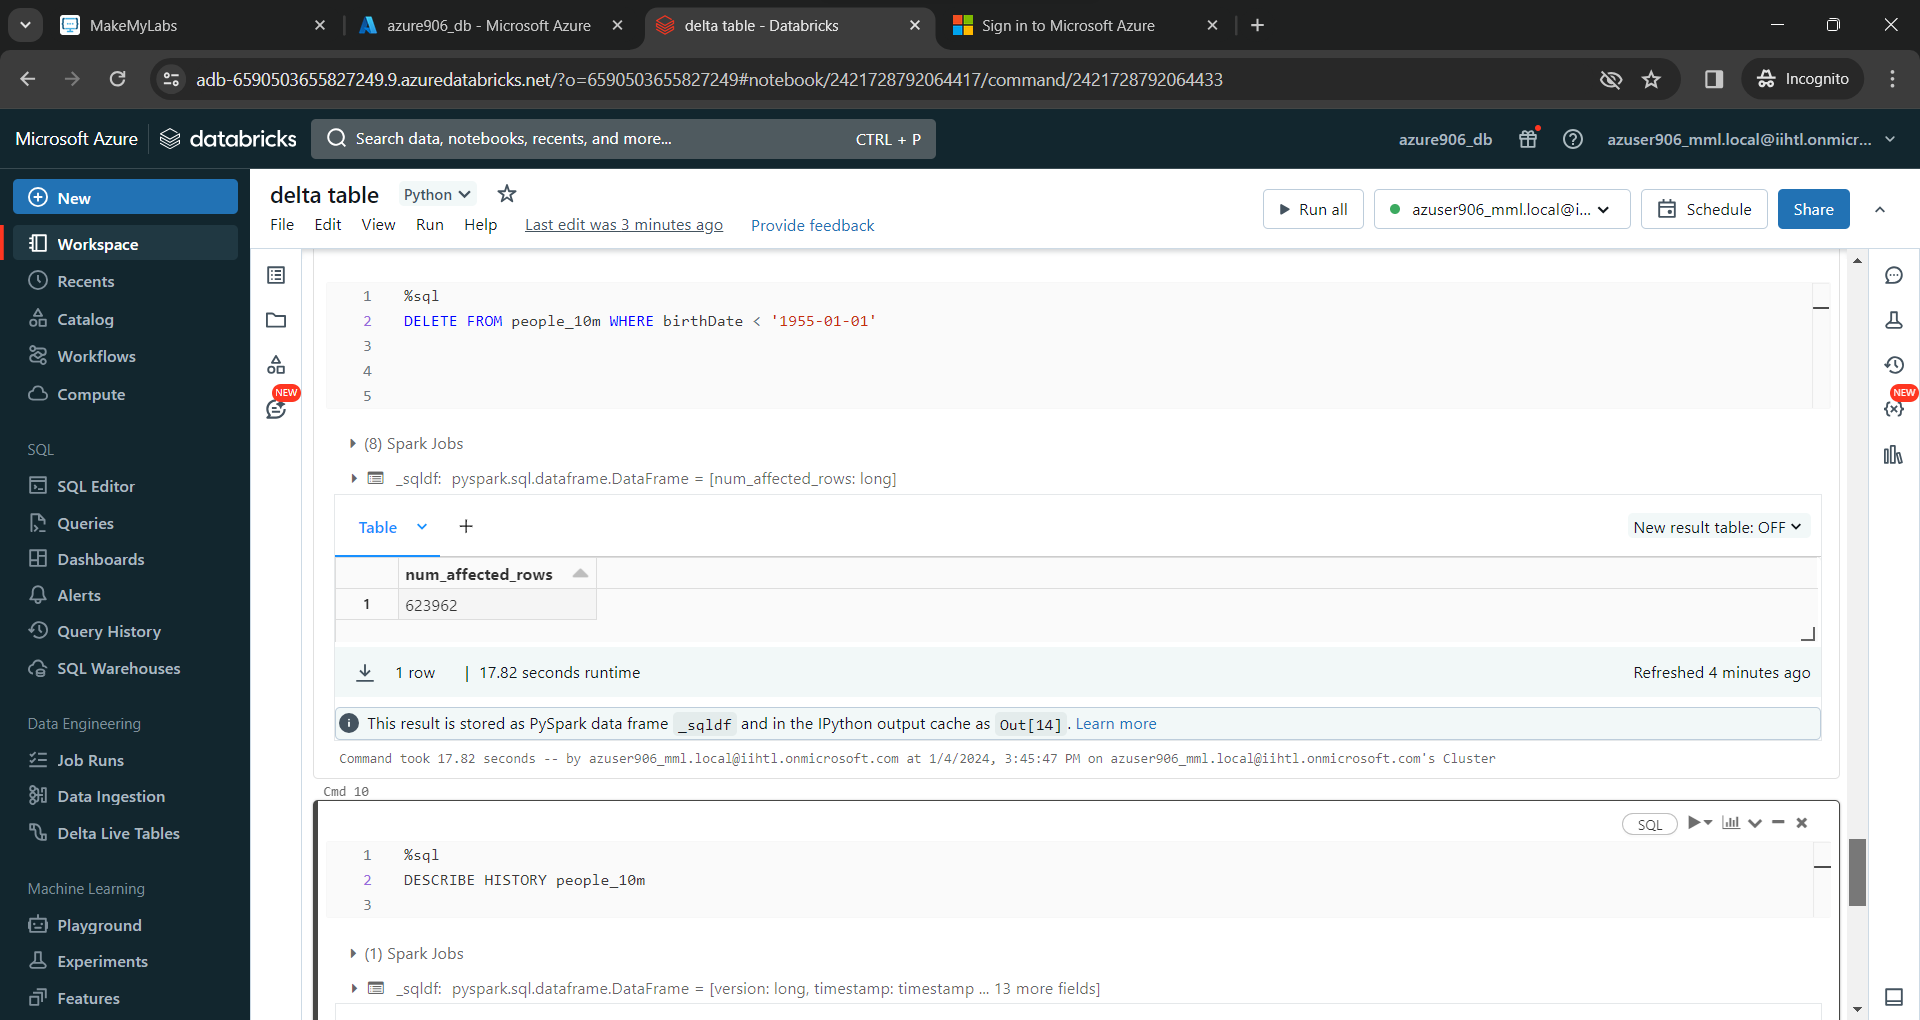 MakeMyLabs
azure906_db - Microsoft Azure
delta table - Databricks
Sign in to Microsoft Azure
adb-6590503655827249.9.azuredatabricks.net/?o=6590503655827249#notebook/2421728792064417/command/2421728792064433
Incognito
Microsoft Azure
databricks
Search data, notebooks, recents, and more...
CTRL + P
azure906_db
azuser906_mml.local@iihtl.onmicr...
New
Workspace
Recents
Catalog
Workflows
Compute
SQL
SQL Editor
Queries
Dashboards
Alerts
Query History
SQL Warehouses
Data Engineering
Job Runs
Data Ingestion
Delta Live Tables
Machine Learning
Playground
Experiments
Features
delta table
Python
File Edit View Run Help Last edit was 3 minutes ago Provide feedback
Run all
azuser906_mml.local@i...
Schedule
Share
NEW
NEW
1 %sql
2 DELETE FROM people_10m WHERE birthDate < '1955-01-01'
3
4
5
(8) Spark Jobs
_sqldf: pyspark.sql.dataframe.DataFrame = [num_affected_rows: long]
Table
New result table: OFF
num_affected_rows
1 623962
1 row | 17.82 seconds runtime
Refreshed 4 minutes ago
This result is stored as PySpark data frame _sqldf and in the IPython output cache as Out[14] . Learn more
Command took 17.82 seconds -- by azuser906_mml.local@iihtl.onmicrosoft.com at 1/4/2024, 3:45:47 PM on azuser906_mml.local@iihtl.onmicrosoft.com's Cluster
Cmd 10
SQL
1 %sql
2 DESCRIBE HISTORY people_10m
3
(1) Spark Jobs
_sqldf: pyspark.sql.dataframe.DataFrame = [version: long, timestamp: timestamp ... 13 more fields]